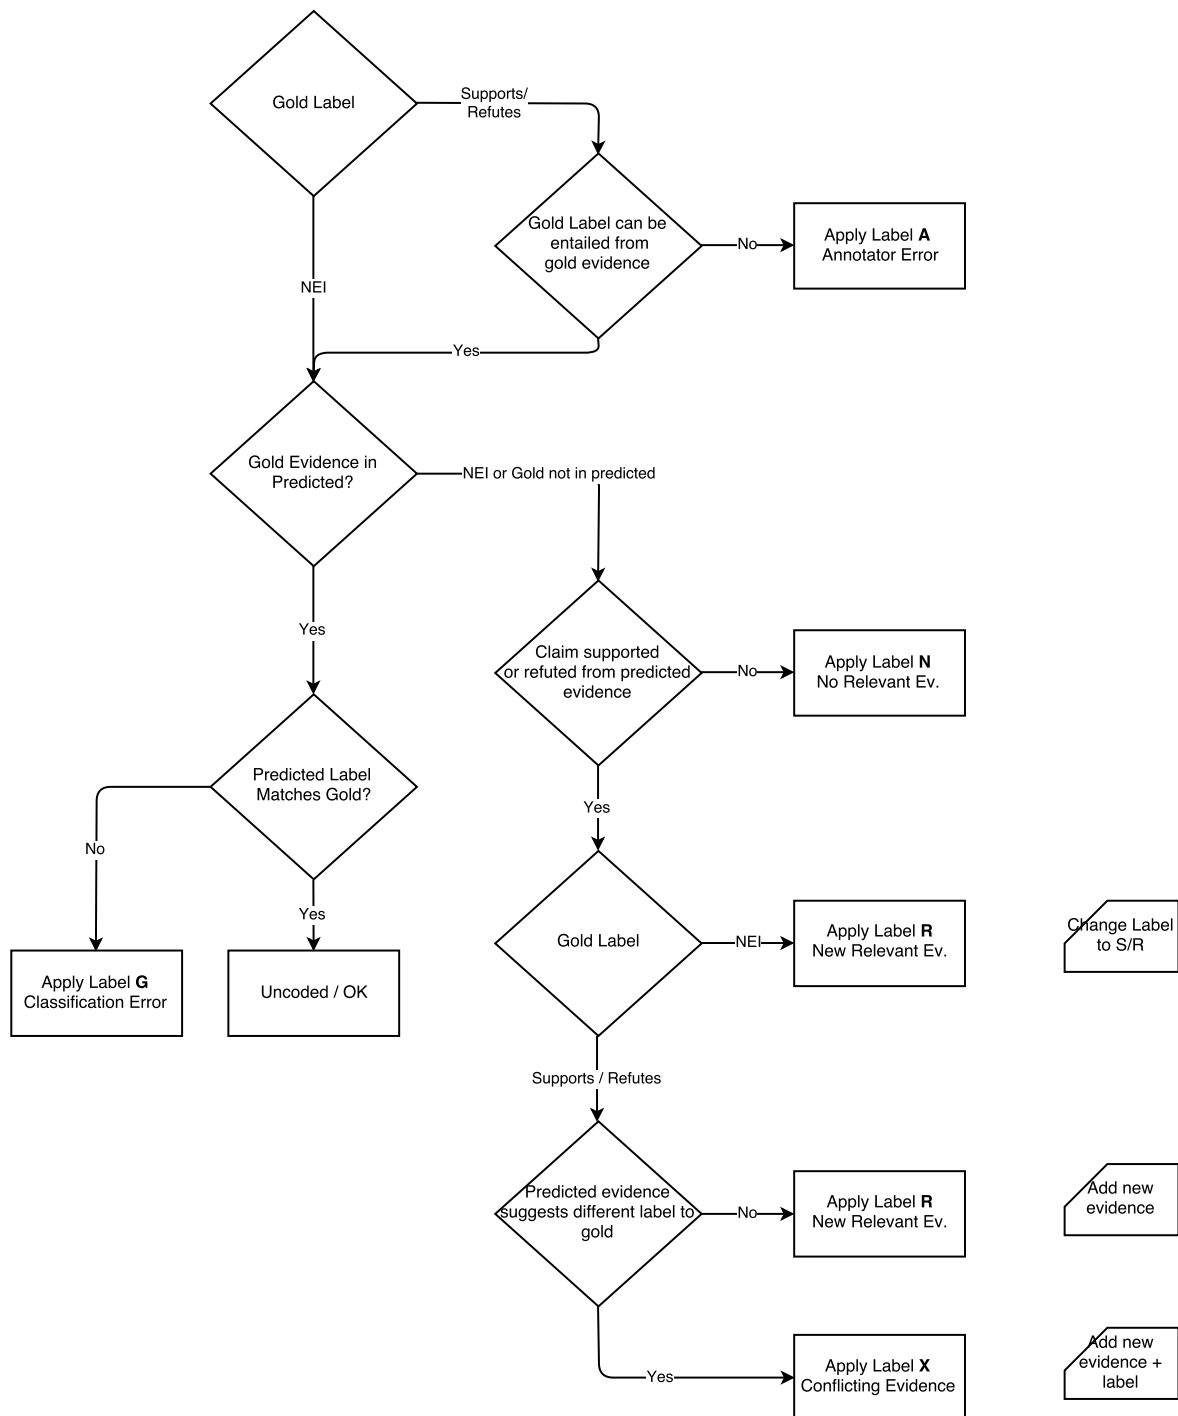 Gold Label
Supports/
Refutes
Gold Label can be
entailed from
gold evidence
No
Apply Label A
Annotator Error
NEI
Yes
Gold Evidence in
Predicted?
NEI or Gold not in predicted
Yes
Claim supported
or refuted from predicted
evidence
No
Apply Label N
No Relevant Ev.
Predicted Label
Matches Gold?
Yes
No
Yes
Apply Label G
Classification Error
Uncoded / OK
Gold Label
NEI
Apply Label R
New Relevant Ev.
Change Label
to S/R
Supports / Refutes
Predicted evidence
suggests different label to
gold
No
Apply Label R
New Relevant Ev.
Add new
evidence
Yes
Apply Label X
Conflicting Evidence
Add new
evidence +
label